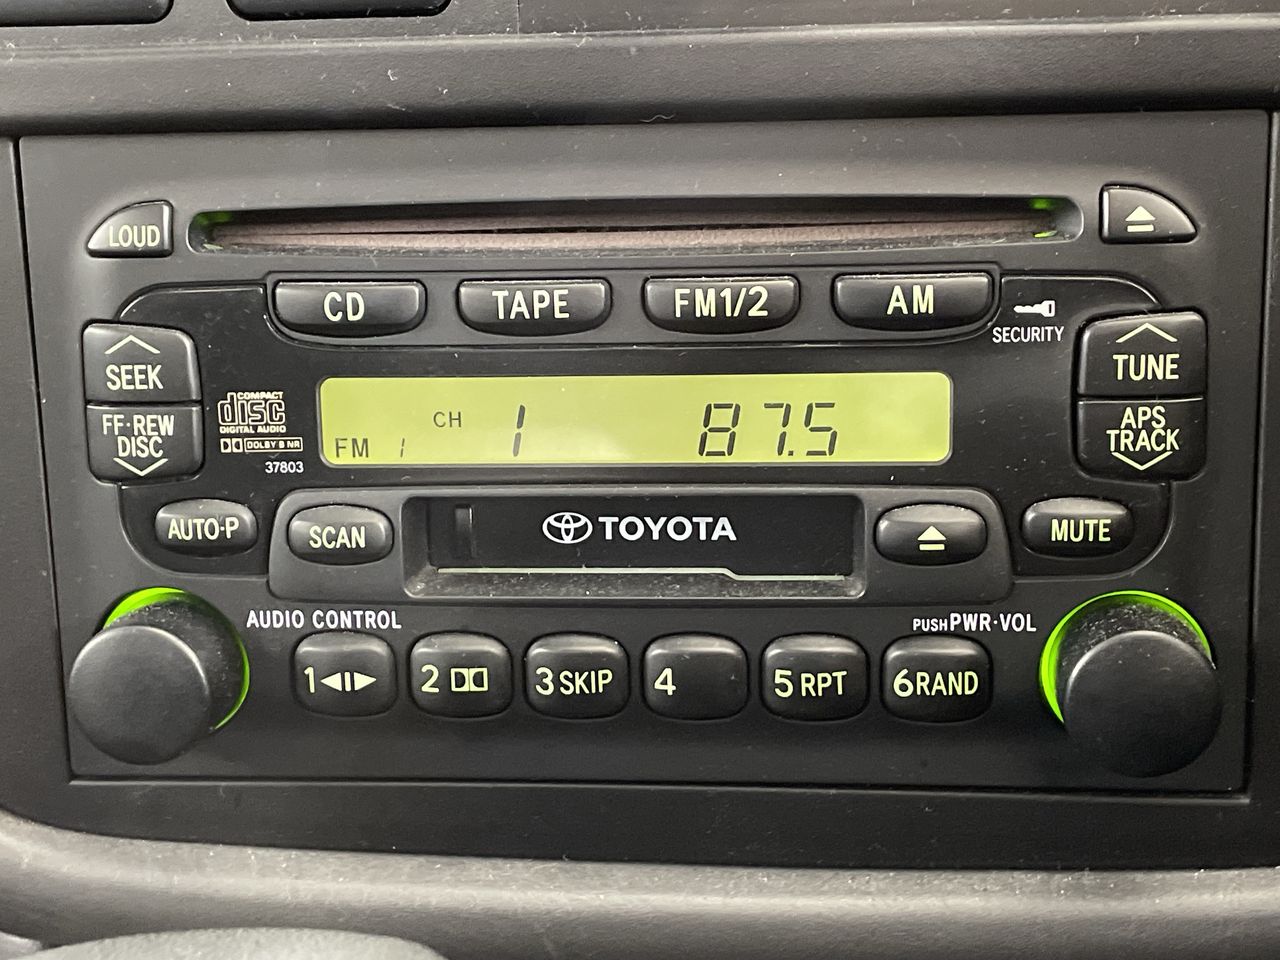 LOUD
CD
TAPE
FM1/2
AM
SECURITY
SEEK
FF·REW
DISC
TUNE
APS
TRACK
COMPACT
disc
DIGITAL AUDIO
DOLBY B NR
37803
CH 1 87.5
FM 1
AUTO-P
SCAN
TOYOTA
MUTE
AUDIO CONTROL
PUSH PWR·VOL
1
2
3 SKIP
4
5 RPT
6 RAND